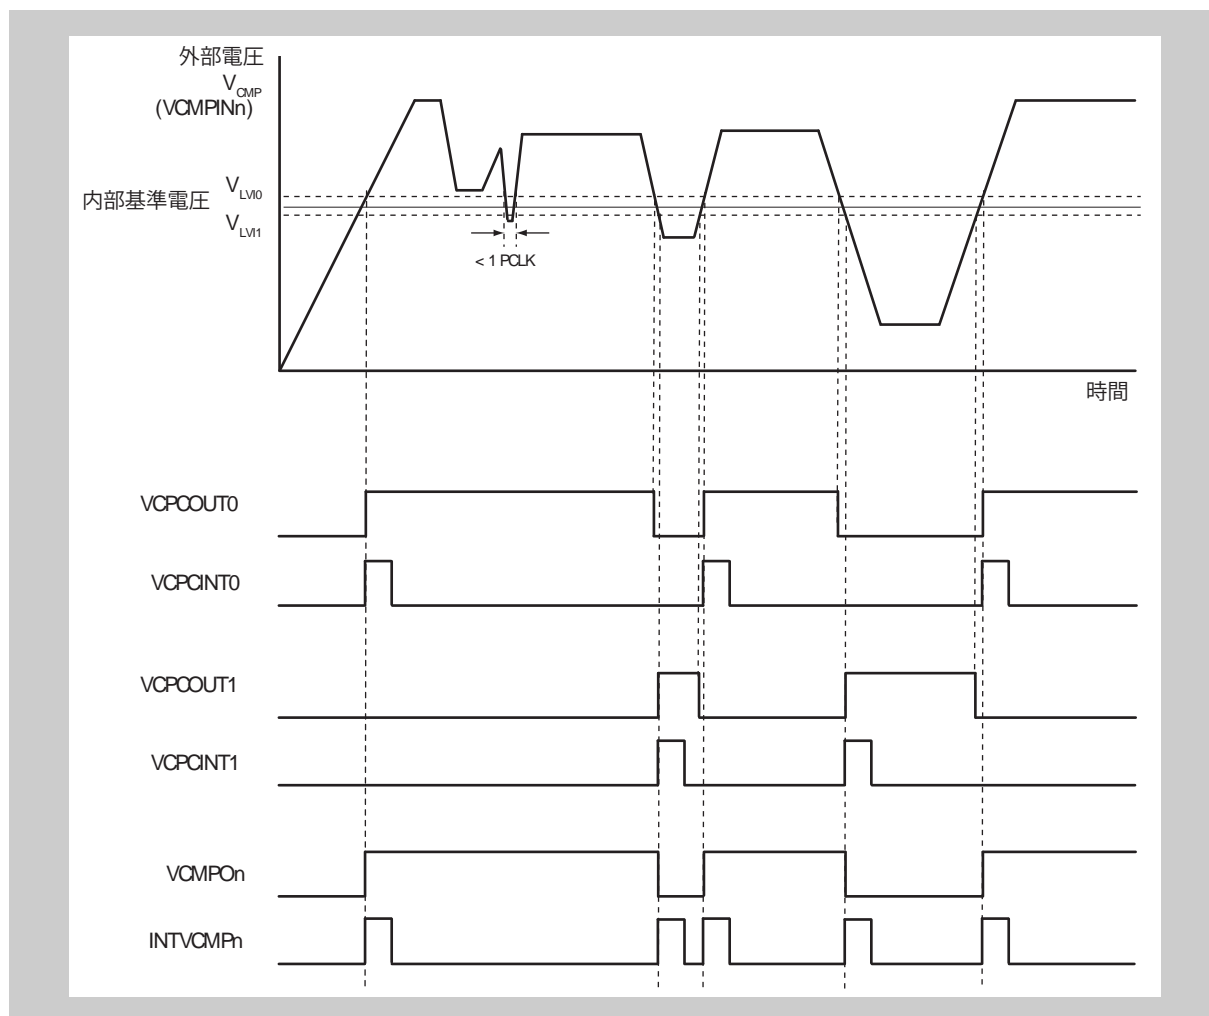 外部電圧
VCMP
(VCMPINn)
内部基準電圧
VLVI0
VLVI1
< 1 PCLK
時間
VCPCOUT0
VCPCINT0
VCPCOUT1
VCPCINT1
VCMPOn
INTVCMPn